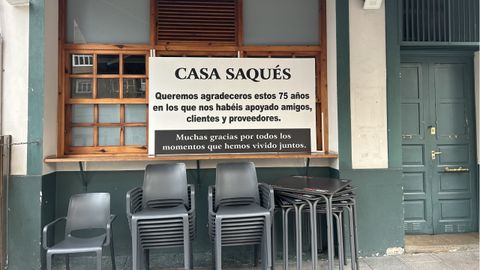 CASA SAQUÉS
Queremos agradeceros estos 75 años
en los que nos habéis apoyado amigos,
clientes y proveedores.
Muchas gracias por todos los
momentos que hemos vivido juntos.